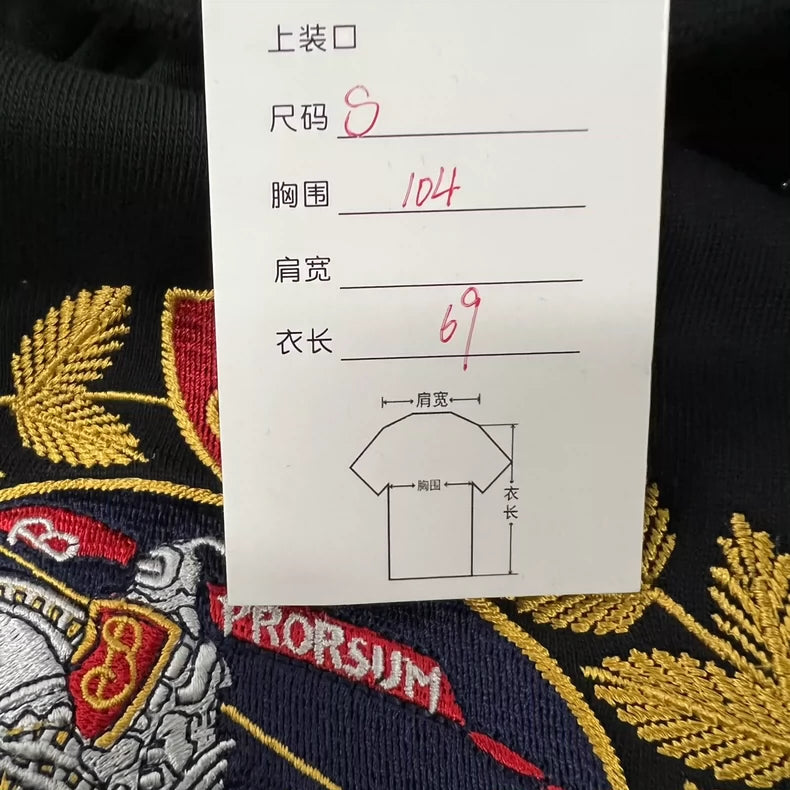 上装口
尺码 S
胸围 104
肩宽
衣长 69
肩宽
胸围
衣长
B
PRORSUM